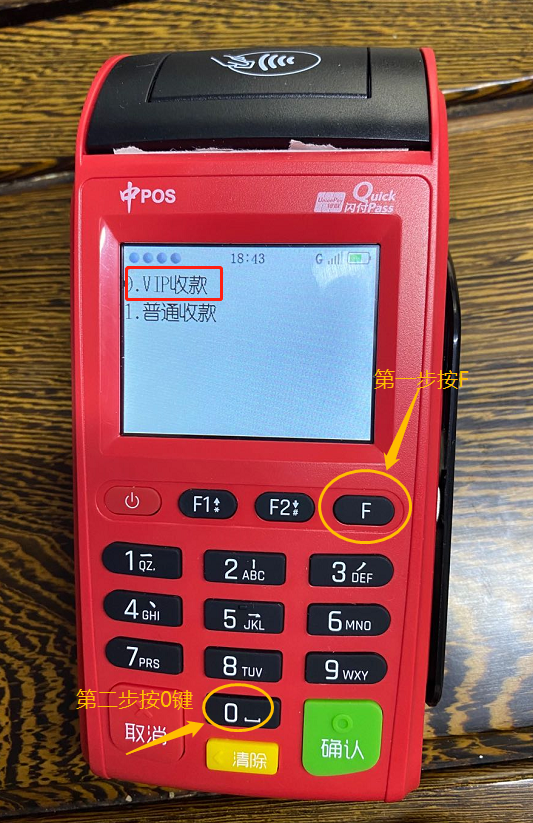 中POS
Quick
闪付Pass
18:43
G
0.VIP收款
1.普通收款
第一步按F
F1
*
F2
#
F
1 QZ.
2 ABC
3 DEF
4 GHI
5 JKL
6 MNO
7 PRS
8 TUV
9 WXY
第二步按0键
0
取消
清除
确认